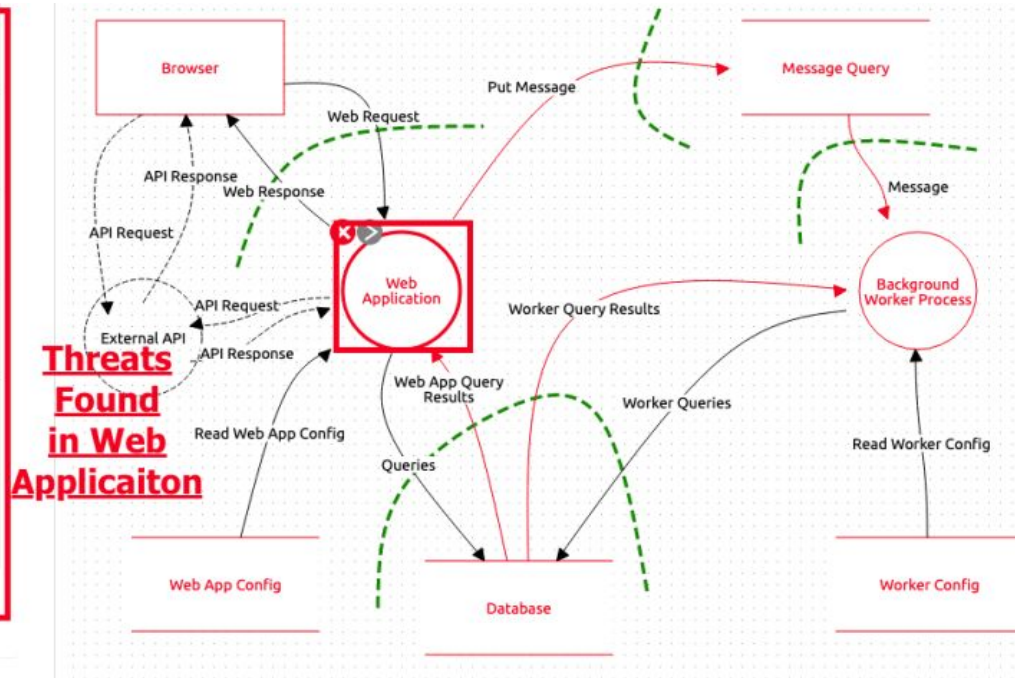 Browser
Message Query
Put Message
Web Request
API Response
Web Response
Message
API Request
Web
Application
Background
Worker Process
API Request
Worker Query Results
External API
API Response
Threats
Found
in Web
Applicaiton
Web App Query
Results
Worker Queries
Read Web App Config
Read Worker Config
Queries
Web App Config
Database
Worker Config